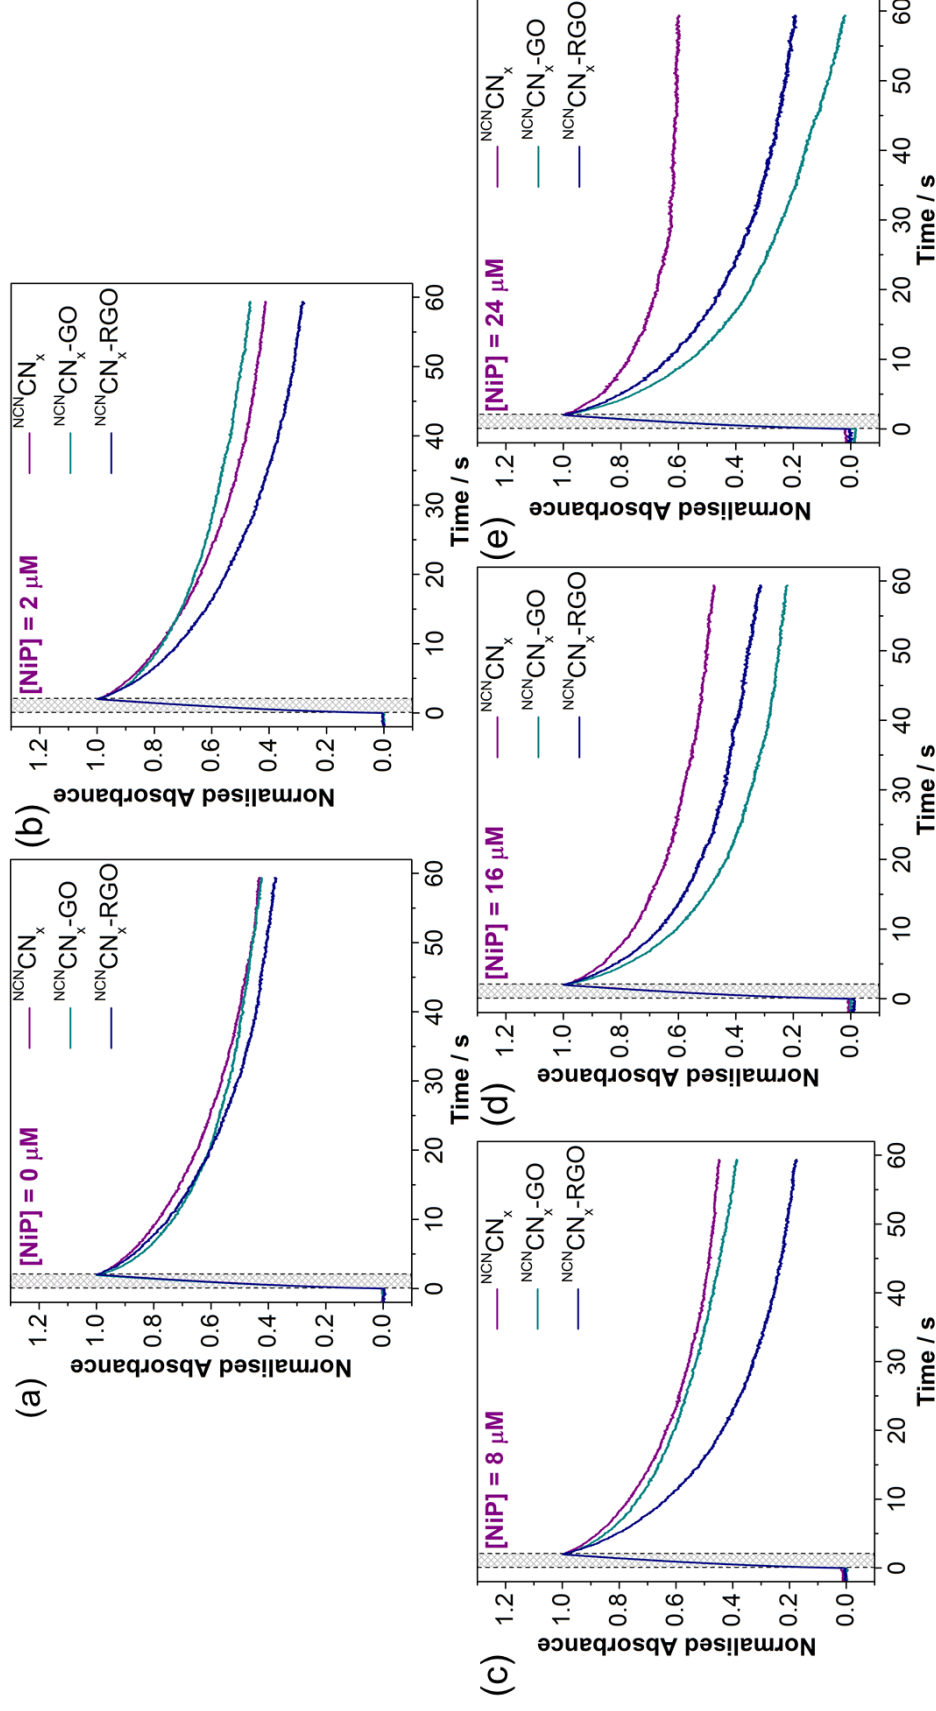 (a)
[NiP] = 0 μM
NCNCNx
NCNCNx-GO
NCNCNx-RGO
1.2
1.0
0.8
0.6
0.4
0.2
0.0
Normalised Absorbance
0 10 20 30 40 50 60
Time / s
(b)
[NiP] = 2 μM
NCNCNx
NCNCNx-GO
NCNCNx-RGO
1.2
1.0
0.8
0.6
0.4
0.2
0.0
Normalised Absorbance
0 10 20 30 40 50 60
Time / s
(c)
[NiP] = 8 μM
NCNCNx
NCNCNx-GO
NCNCNx-RGO
1.2
1.0
0.8
0.6
0.4
0.2
0.0
Normalised Absorbance
0 10 20 30 40 50 60
Time / s
(d)
[NiP] = 16 μM
NCNCNx
NCNCNx-GO
NCNCNx-RGO
1.2
1.0
0.8
0.6
0.4
0.2
0.0
Normalised Absorbance
0 10 20 30 40 50 60
Time / s
(e)
[NiP] = 24 μM
NCNCNx
NCNCNx-GO
NCNCNx-RGO
1.2
1.0
0.8
0.6
0.4
0.2
0.0
Normalised Absorbance
0 10 20 30 40 50 60
Time / s